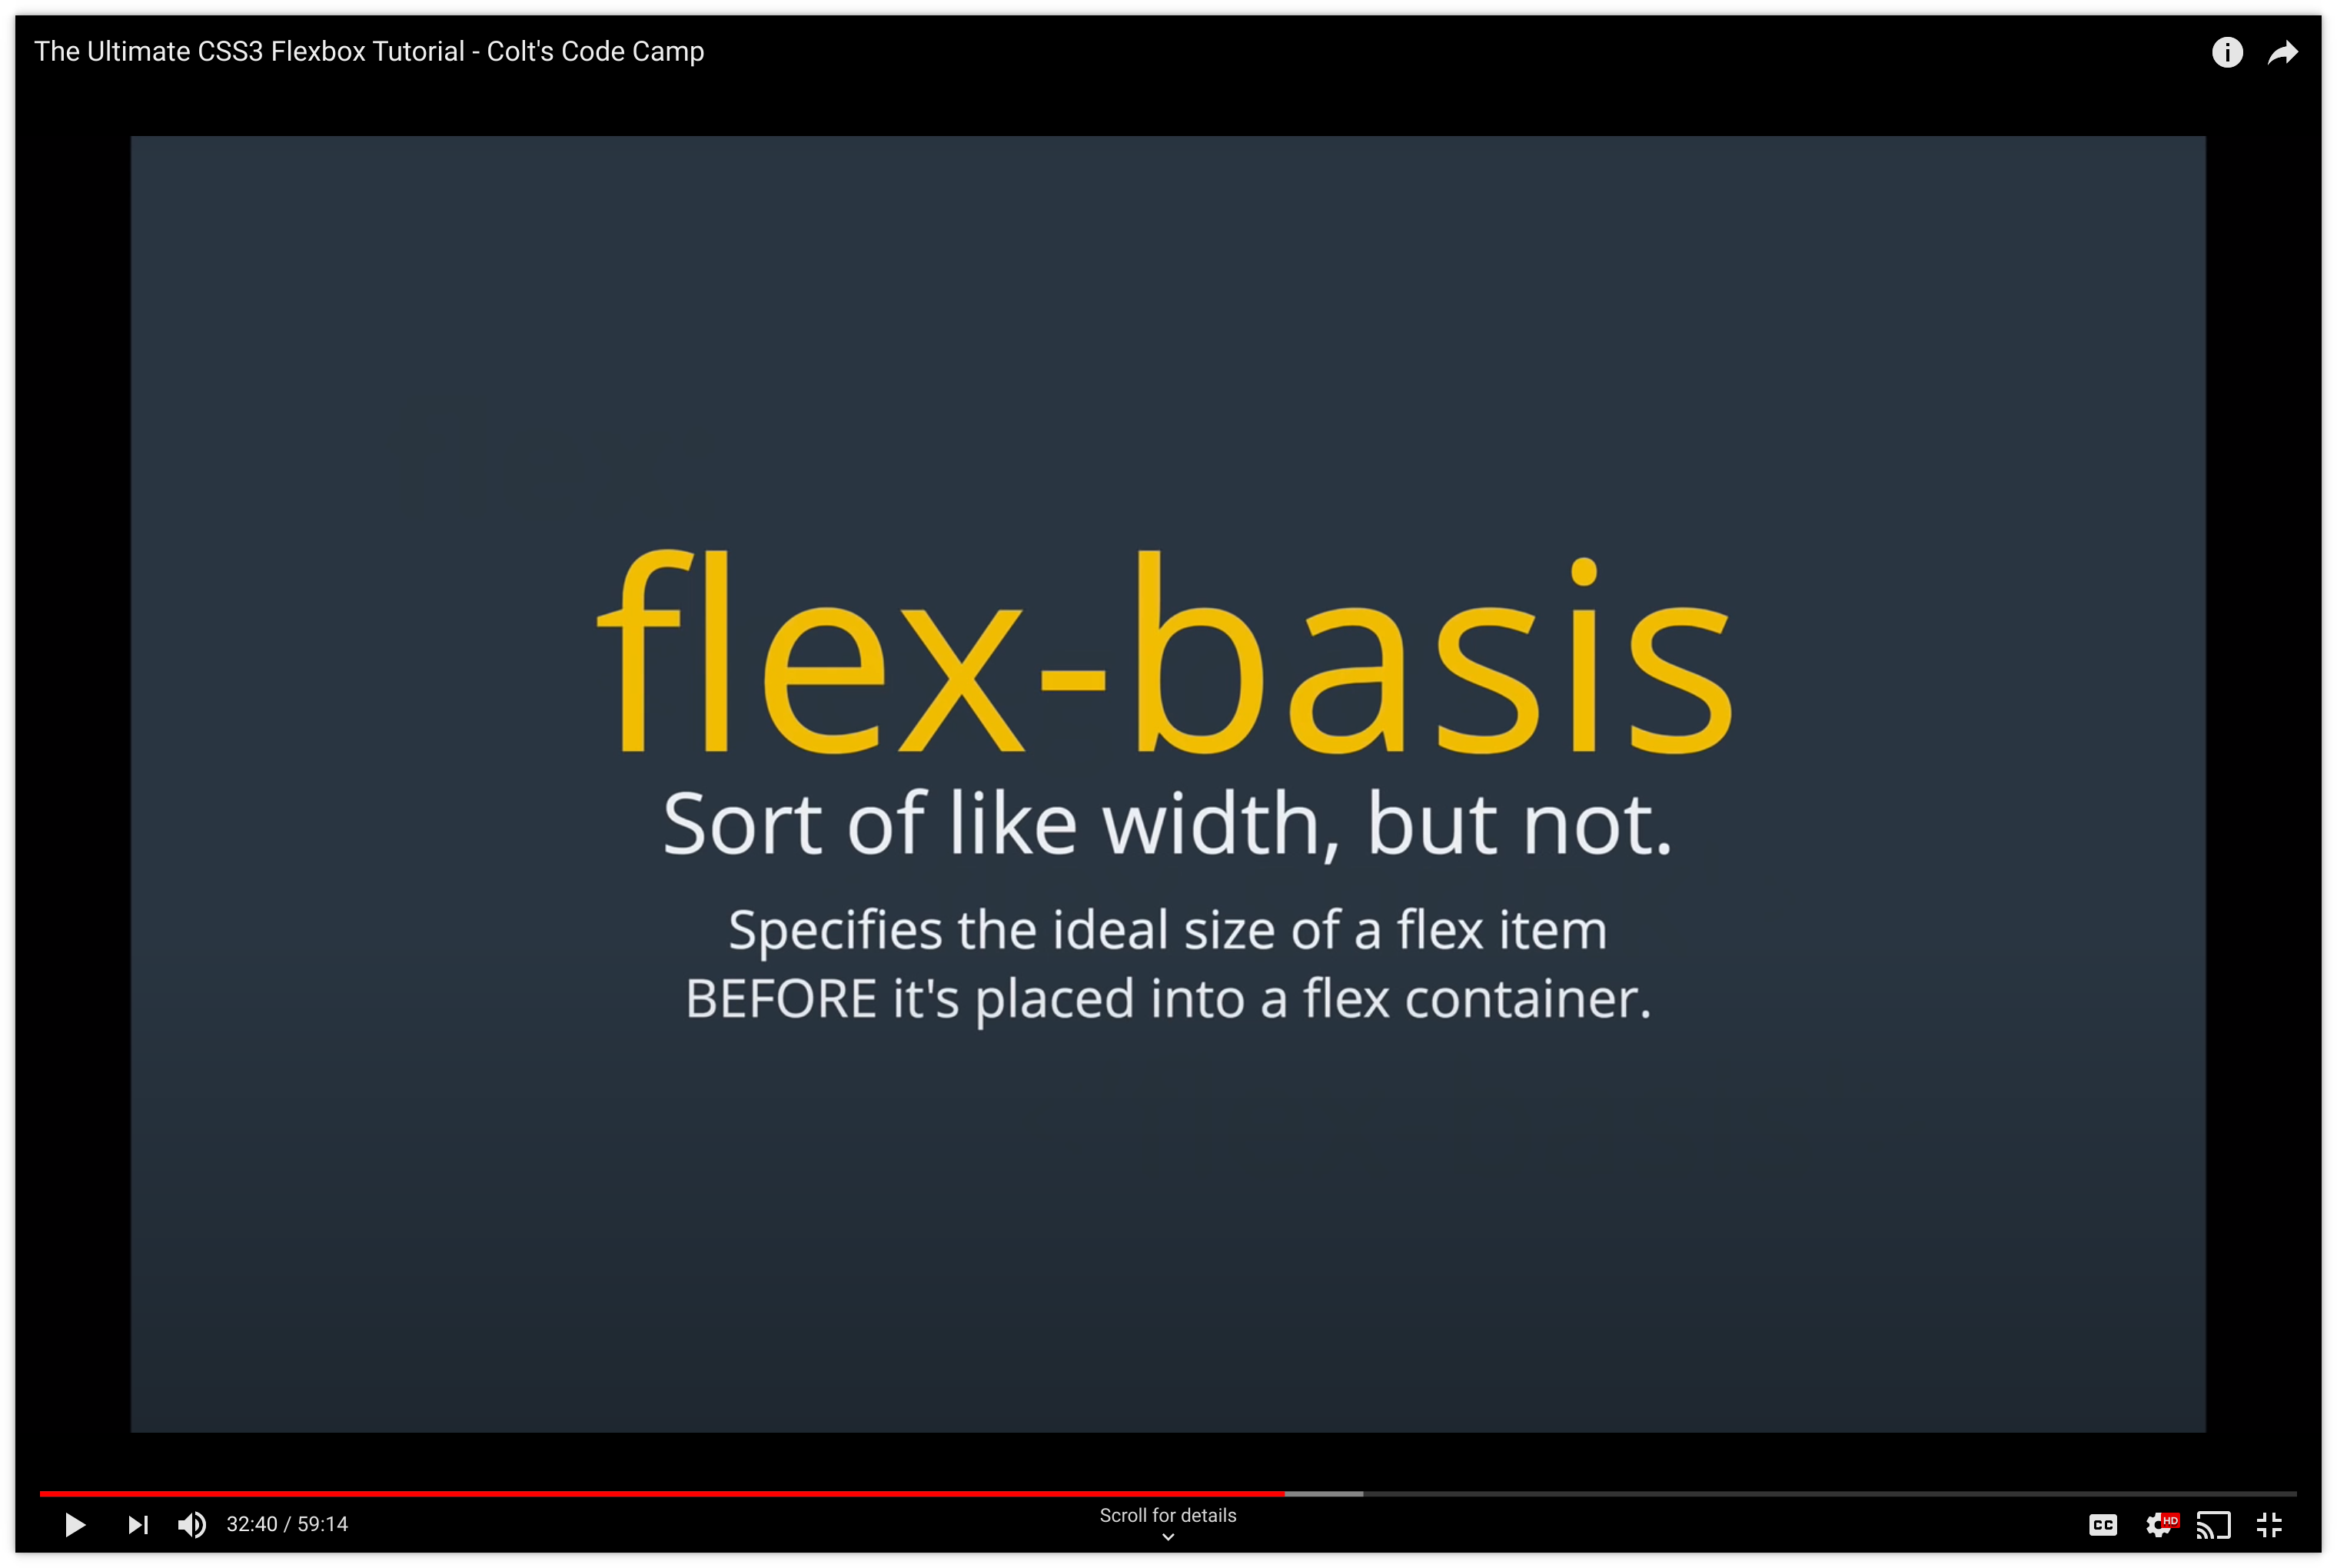 The Ultimate CSS3 Flexbox Tutorial - Colt's Code Camp
flex-basis
Sort of like width, but not.
Specifies the ideal size of a flex item
BEFORE it's placed into a flex container.
Scroll for details
32:40 / 59:14
CC
HD